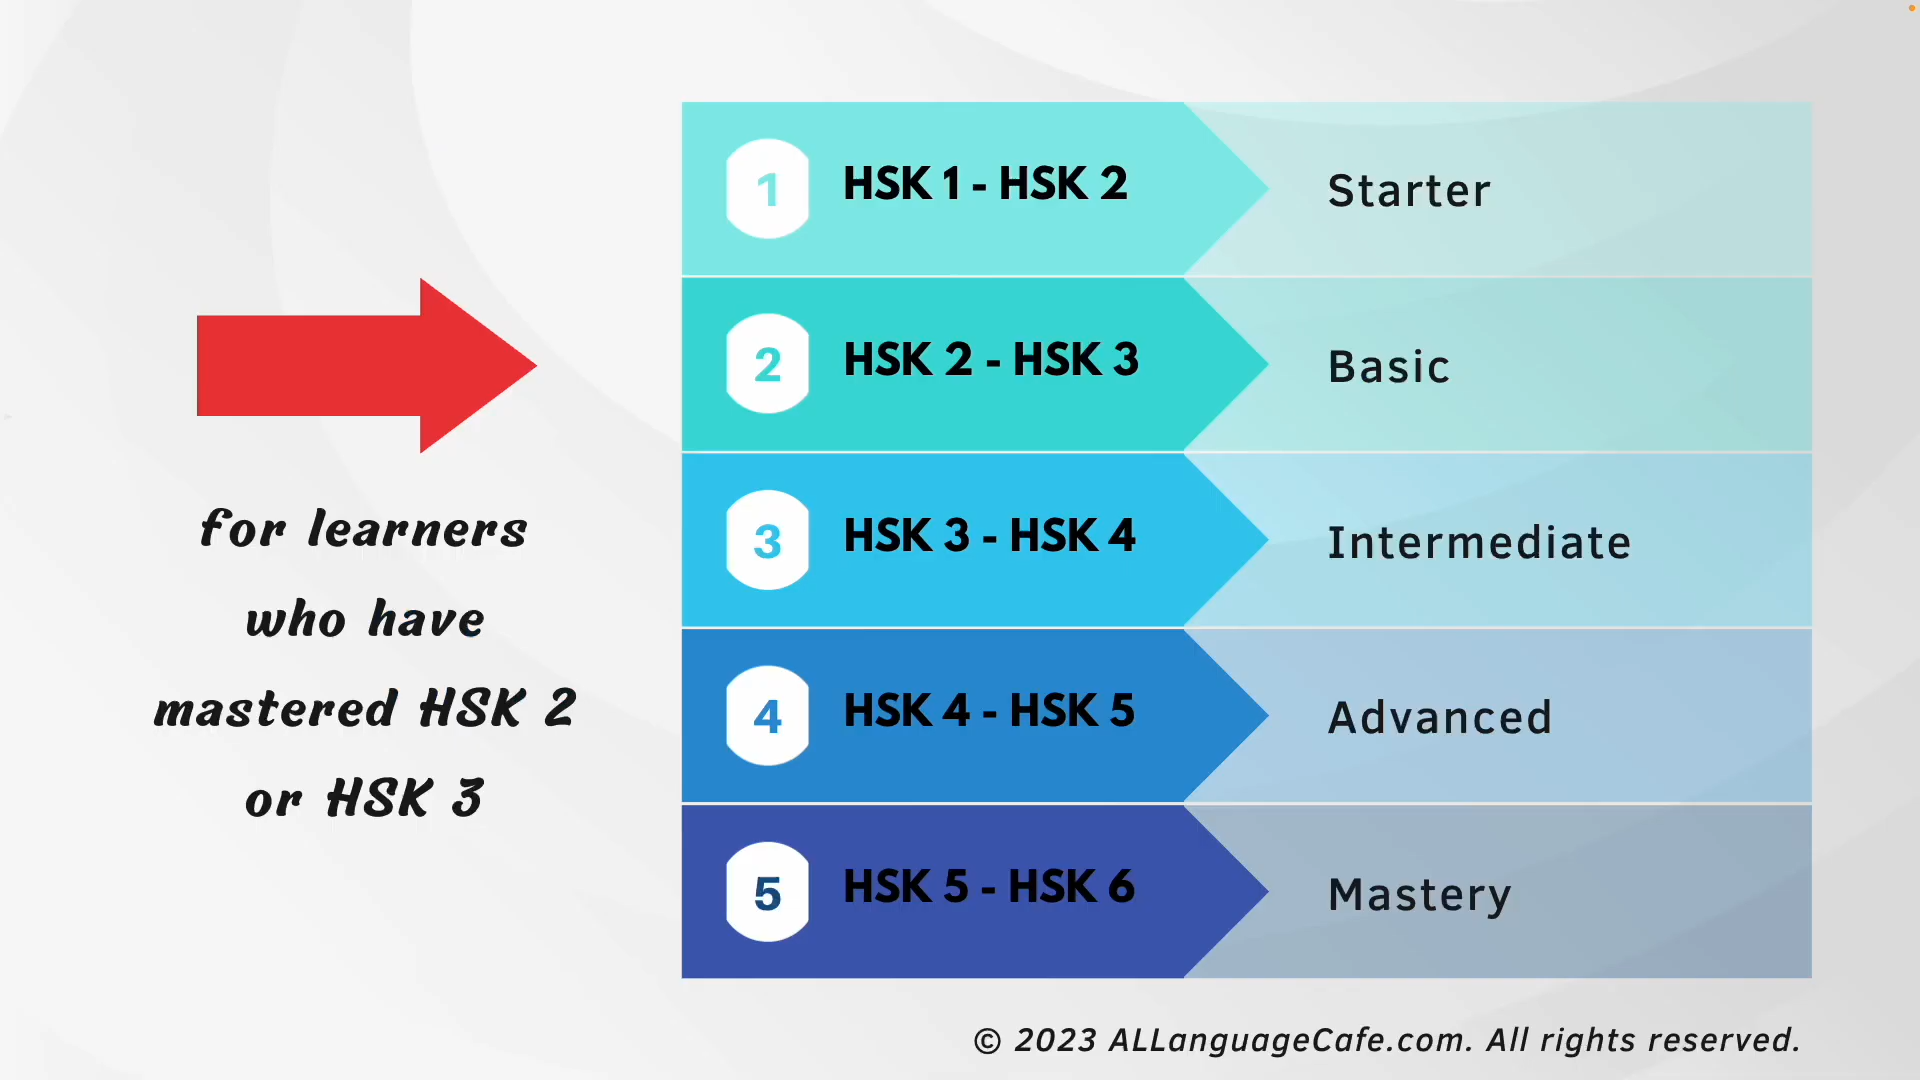 for learners
who have
mastered HSK 2
or HSK 3
1 HSK 1 - HSK 2 Starter
2 HSK 2 - HSK 3 Basic
3 HSK 3 - HSK 4 Intermediate
4 HSK 4 - HSK 5 Advanced
5 HSK 5 - HSK 6 Mastery
© 2023 ALLanguageCafe.com. All rights reserved.